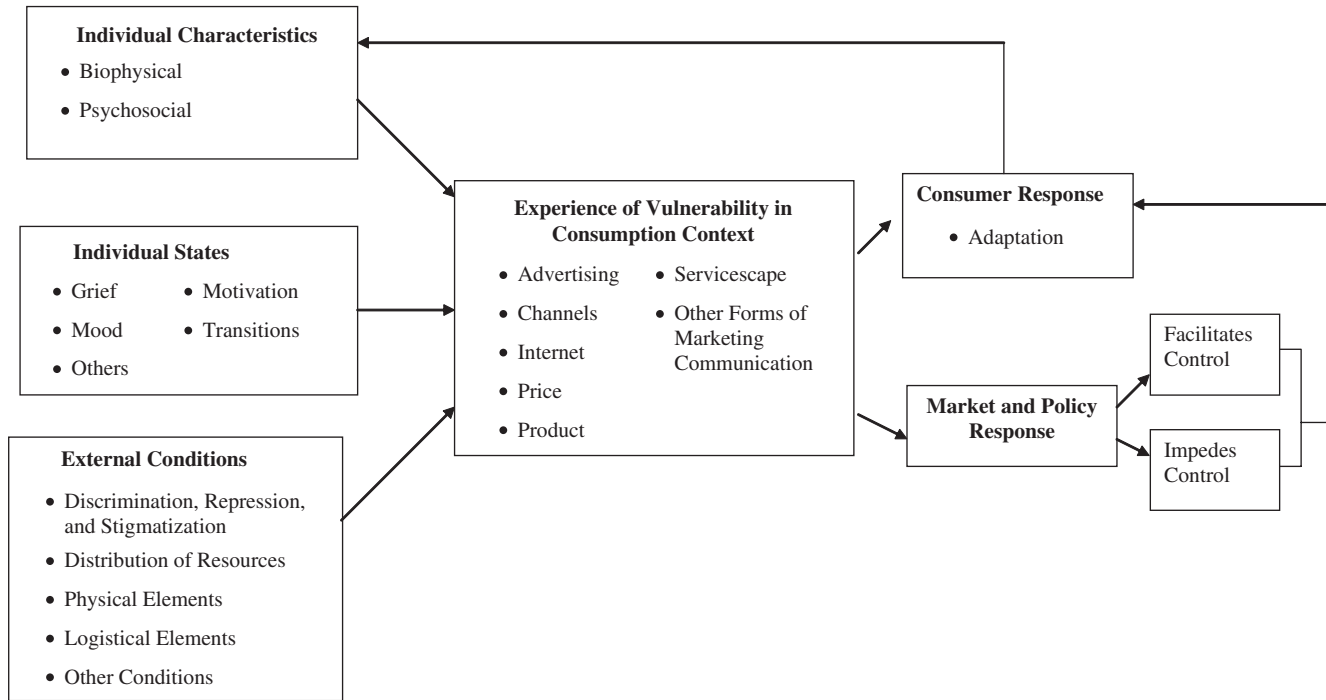 Individual Characteristics
• Biophysical
• Psychosocial
Individual States
• Grief
• Mood
• Others
• Motivation
• Transitions
External Conditions
• Discrimination, Repression,
and Stigmatization
• Distribution of Resources
• Physical Elements
• Logistical Elements
• Other Conditions
Experience of Vulnerability in
Consumption Context
• Advertising
• Channels
• Internet
• Price
• Product
• Servicescape
• Other Forms of
Marketing
Communication
Consumer Response
• Adaptation
Market and Policy
Response
Facilitates
Control
Impedes
Control